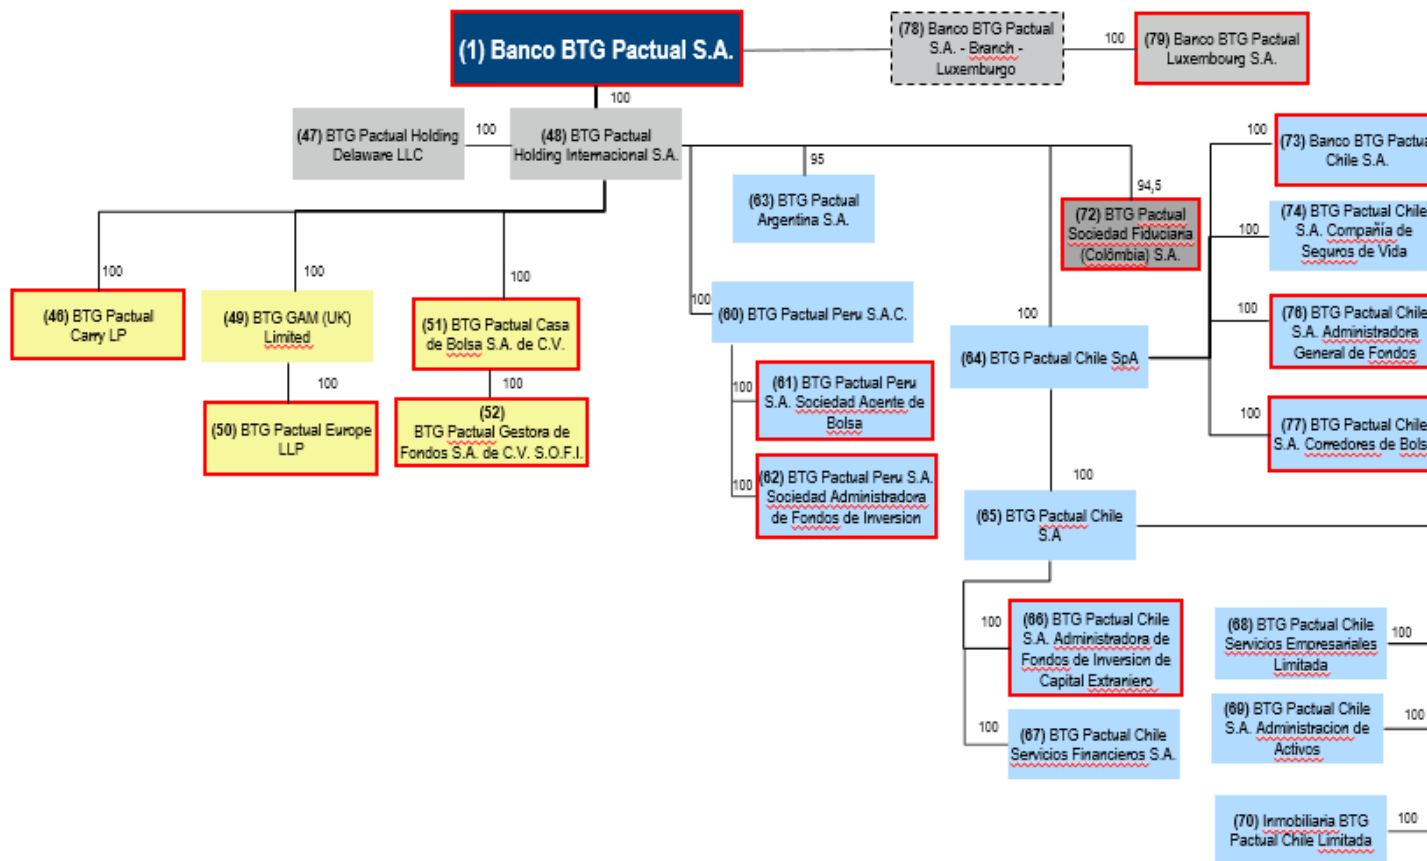 (1) Banco BTG Pactual S.A.
(78) Banco BTG Pactual
S.A. - Branch -
Luxemburgo
100
(79) Banco BTG Pactual
Luxembourg S.A.
100
(47) BTG Pactual Holding
Delaware LLC
100
(48) BTG Pactual
Holding Internacional S.A.
100
(73) Banco BTG Pactua
Chile S.A.
95
(63) BTG Pactual
Argentina S.A.
94,5
(72) BTG Pactual
Sociedad Fiduciaria
(Colômbia) S.A.
100
(74) BTG Pactual Chile
S.A. Compañía de
Seguros de Vida
100
(46) BTG Pactual
Carry LP
100
(49) BTG GAM (UK)
Limited
100
(51) BTG Pactual Casa
de Bolsa S.A. de C.V.
100
(60) BTG Pactual Peru S.A.C.
100
(64) BTG Pactual Chile SpA
100
(76) BTG Pactual Chile
S.A. Administradora
General de Fondos
100
(50) BTG Pactual Europe
LLP
100
(52)
BTG Pactual Gestora de
Fondos S.A. de C.V. S.O.F.I.
100
(61) BTG Pactual Peru
S.A. Sociedad Agente de
Bolsa
100
(77) BTG Pactual Chile
S.A. Corredores de Bols
100
(62) BTG Pactual Peru S.A.
Sociedad Administradora
de Fondos de Inversion
100
(65) BTG Pactual Chile
S.A
100
(66) BTG Pactual Chile
S.A. Administradora de
Fondos de Inversion de
Capital Extraniero
(68) BTG Pactual Chile
Servicios Empresariales
Limitada
100
100
(67) BTG Pactual Chile
Servicios Financieros S.A.
(69) BTG Pactual Chile
S.A. Administracion de
Activos
100
(70) Inmobiliaria BTG
Pactual Chile Limitada
100